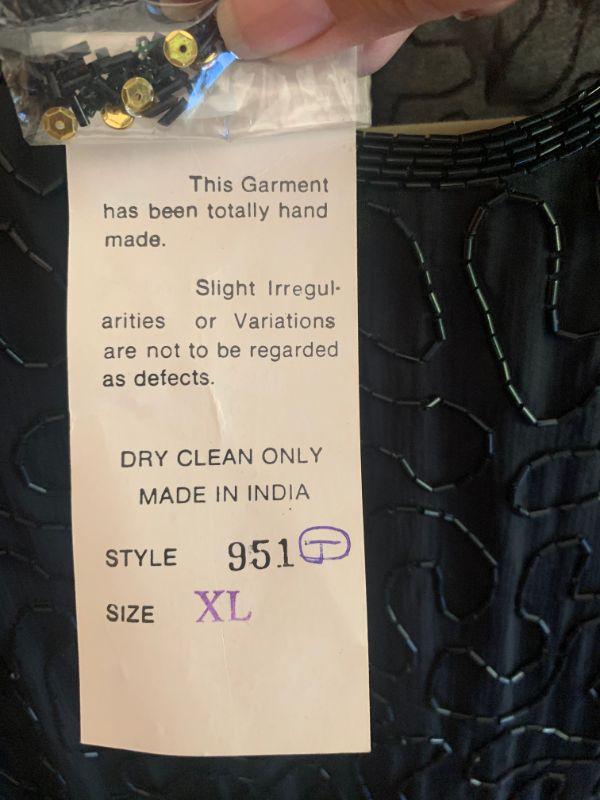 This Garment
has been totally hand
made.
Slight Irregul-
arities or Variations
are not to be regarded
as defects.
DRY CLEAN ONLY
MADE IN INDIA
STYLE 951 T
SIZE XL